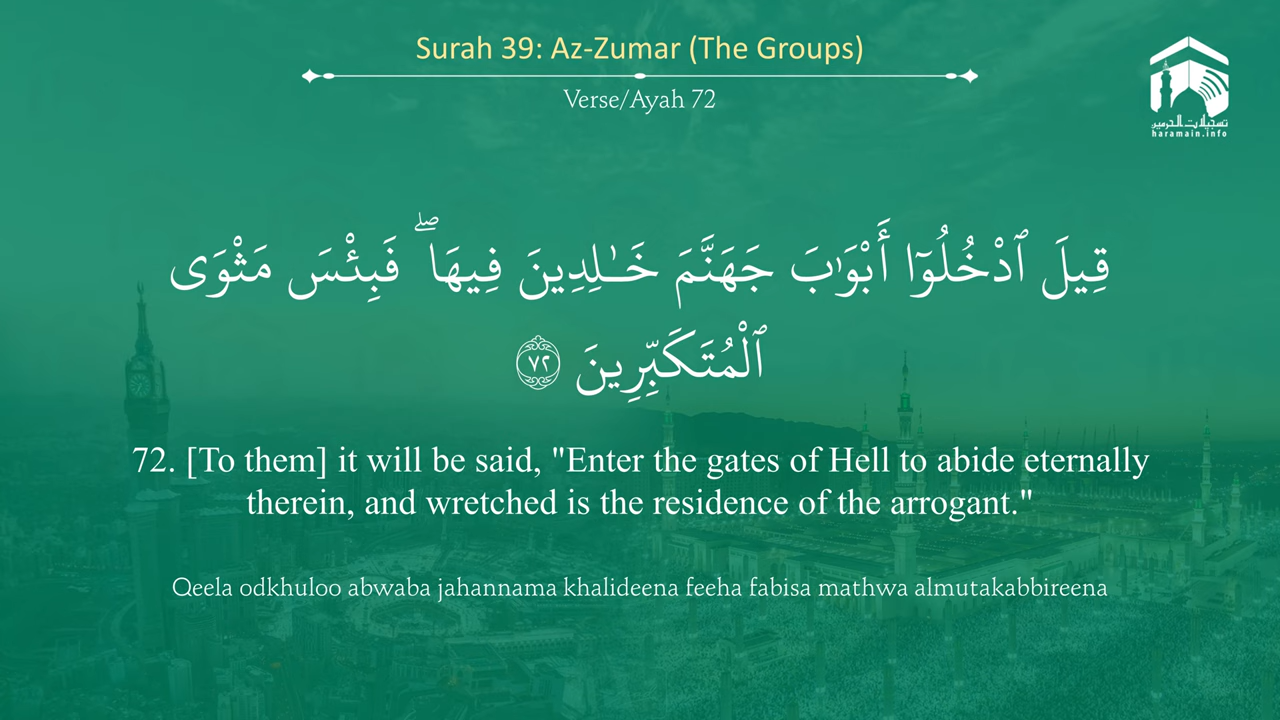 Surah 39: Az-Zumar (The Groups)
Verse/Ayah 72
تسجيلات الحرمين
haramain.info
قِيلَ ٱدْخُلُوٓا۟ أَبْوَٰبَ جَهَنَّمَ خَـٰلِدِينَ فِيهَا ۖ فَبِئْسَ مَثْوَى
ٱلْمُتَكَبِّرِينَ ٧٢
72. [To them] it will be said, "Enter the gates of Hell to abide eternally
therein, and wretched is the residence of the arrogant."
Qeela odkhuloo abwaba jahannama khalideena feeha fabisa mathwa almutakabbireena